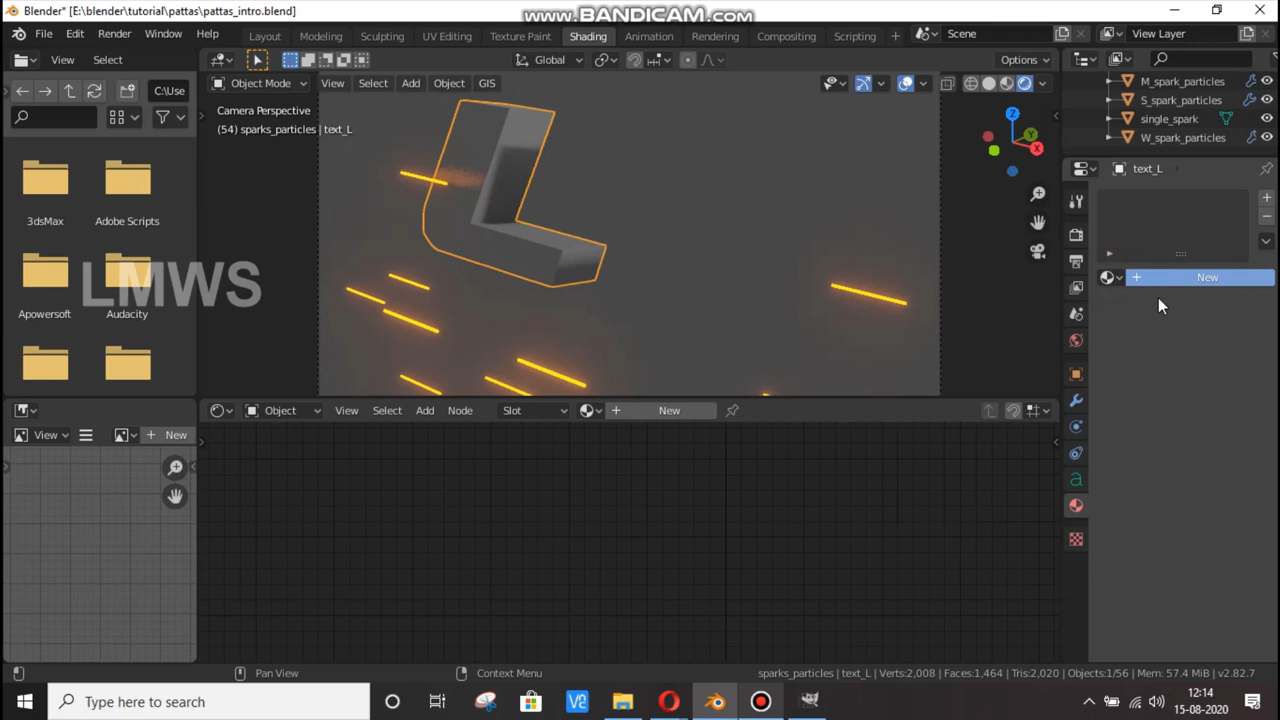 Blender* [E:\blender\tutorial\pattas\pattas_intro.blend]
www.BANDICAM.com
File Edit Render Window Help
Layout Modeling Sculpting UV Editing Texture Paint Shading Animation Rendering Compositing Scripting
Scene
View Layer
View Select
Global
Options
C:\Use
Object Mode View Select Add Object GIS
Camera Perspective
(54) sparks_particles | text_L
X
Y
Z
M_spark_particles
S_spark_particles
single_spark
W_spark_particles
text_L
New
3dsMax
Adobe Scripts
Apowersoft
Audacity
LMWS
Object View Select Add Node Slot New
View New
Pan View
Context Menu
sparks_particles | text_L | Verts:2,008 | Faces:1,464 | Tris:2,020 | Objects:1/56 | Mem: 57.4 MiB | v2.82.7
Type here to search
12:14
15-08-2020